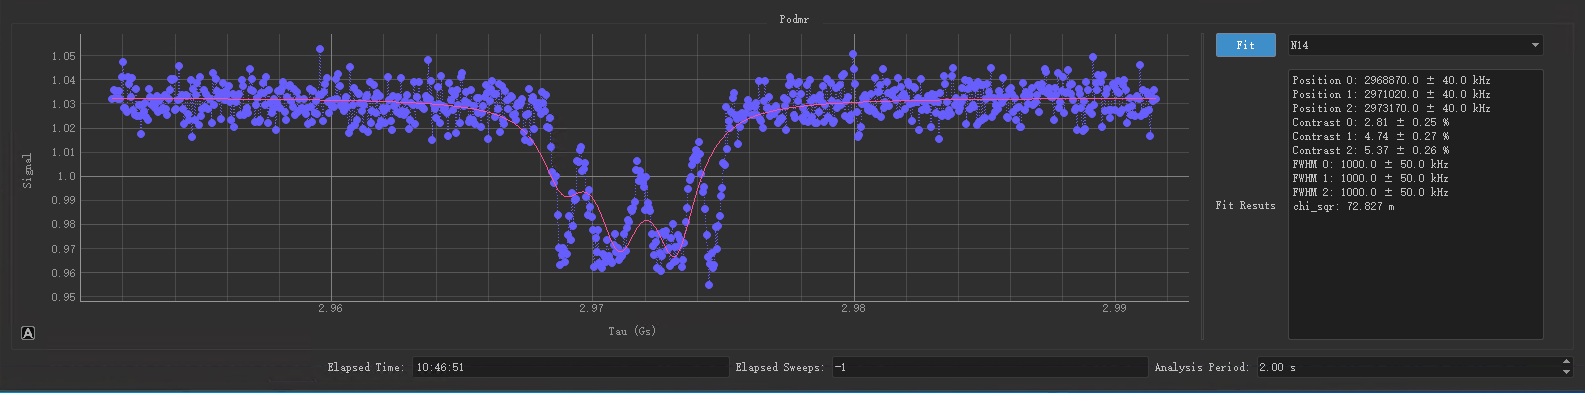 Podmr
1.05
1.04
1.03
1.02
1.01
1.0
0.99
0.98
0.97
0.96
0.95
Signal
2.96
2.97
2.98
2.99
Tau (Gs)
A
Fit
N14
Fit Resuts
Position 0: 2968870.0 ± 40.0 kHz
Position 1: 2971020.0 ± 40.0 kHz
Position 2: 2973170.0 ± 40.0 kHz
Contrast 0: 2.81 ± 0.25 %
Contrast 1: 4.74 ± 0.27 %
Contrast 2: 5.37 ± 0.26 %
FWHM 0: 1000.0 ± 50.0 kHz
FWHM 1: 1000.0 ± 50.0 kHz
FWHM 2: 1000.0 ± 50.0 kHz
chi_sqr: 72.827 m
Elapsed Time: 10:46:51 Elapsed Sweeps: -1 Analysis Period: 2.00 s